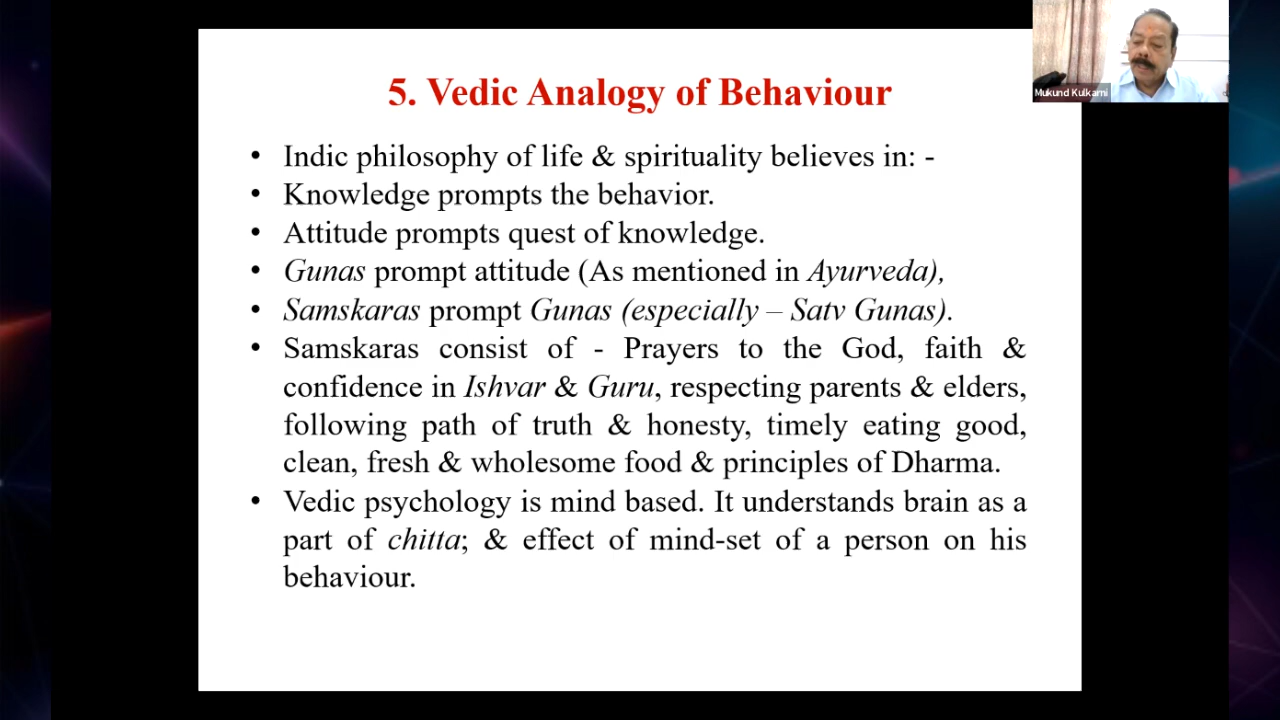 5. Vedic Analogy of Behaviour
• Indic philosophy of life & spirituality believes in: -
• Knowledge prompts the behavior.
• Attitude prompts quest of knowledge.
• Gunas prompt attitude (As mentioned in Ayurveda),
• Samskaras prompt Gunas (especially – Satv Gunas).
• Samskaras consist of - Prayers to the God, faith &
confidence in Ishvar & Guru, respecting parents & elders,
following path of truth & honesty, timely eating good,
clean, fresh & wholesome food & principles of Dharma.
• Vedic psychology is mind based. It understands brain as a
part of chitta; & effect of mind-set of a person on his
behaviour.
Mukund Kulkarni